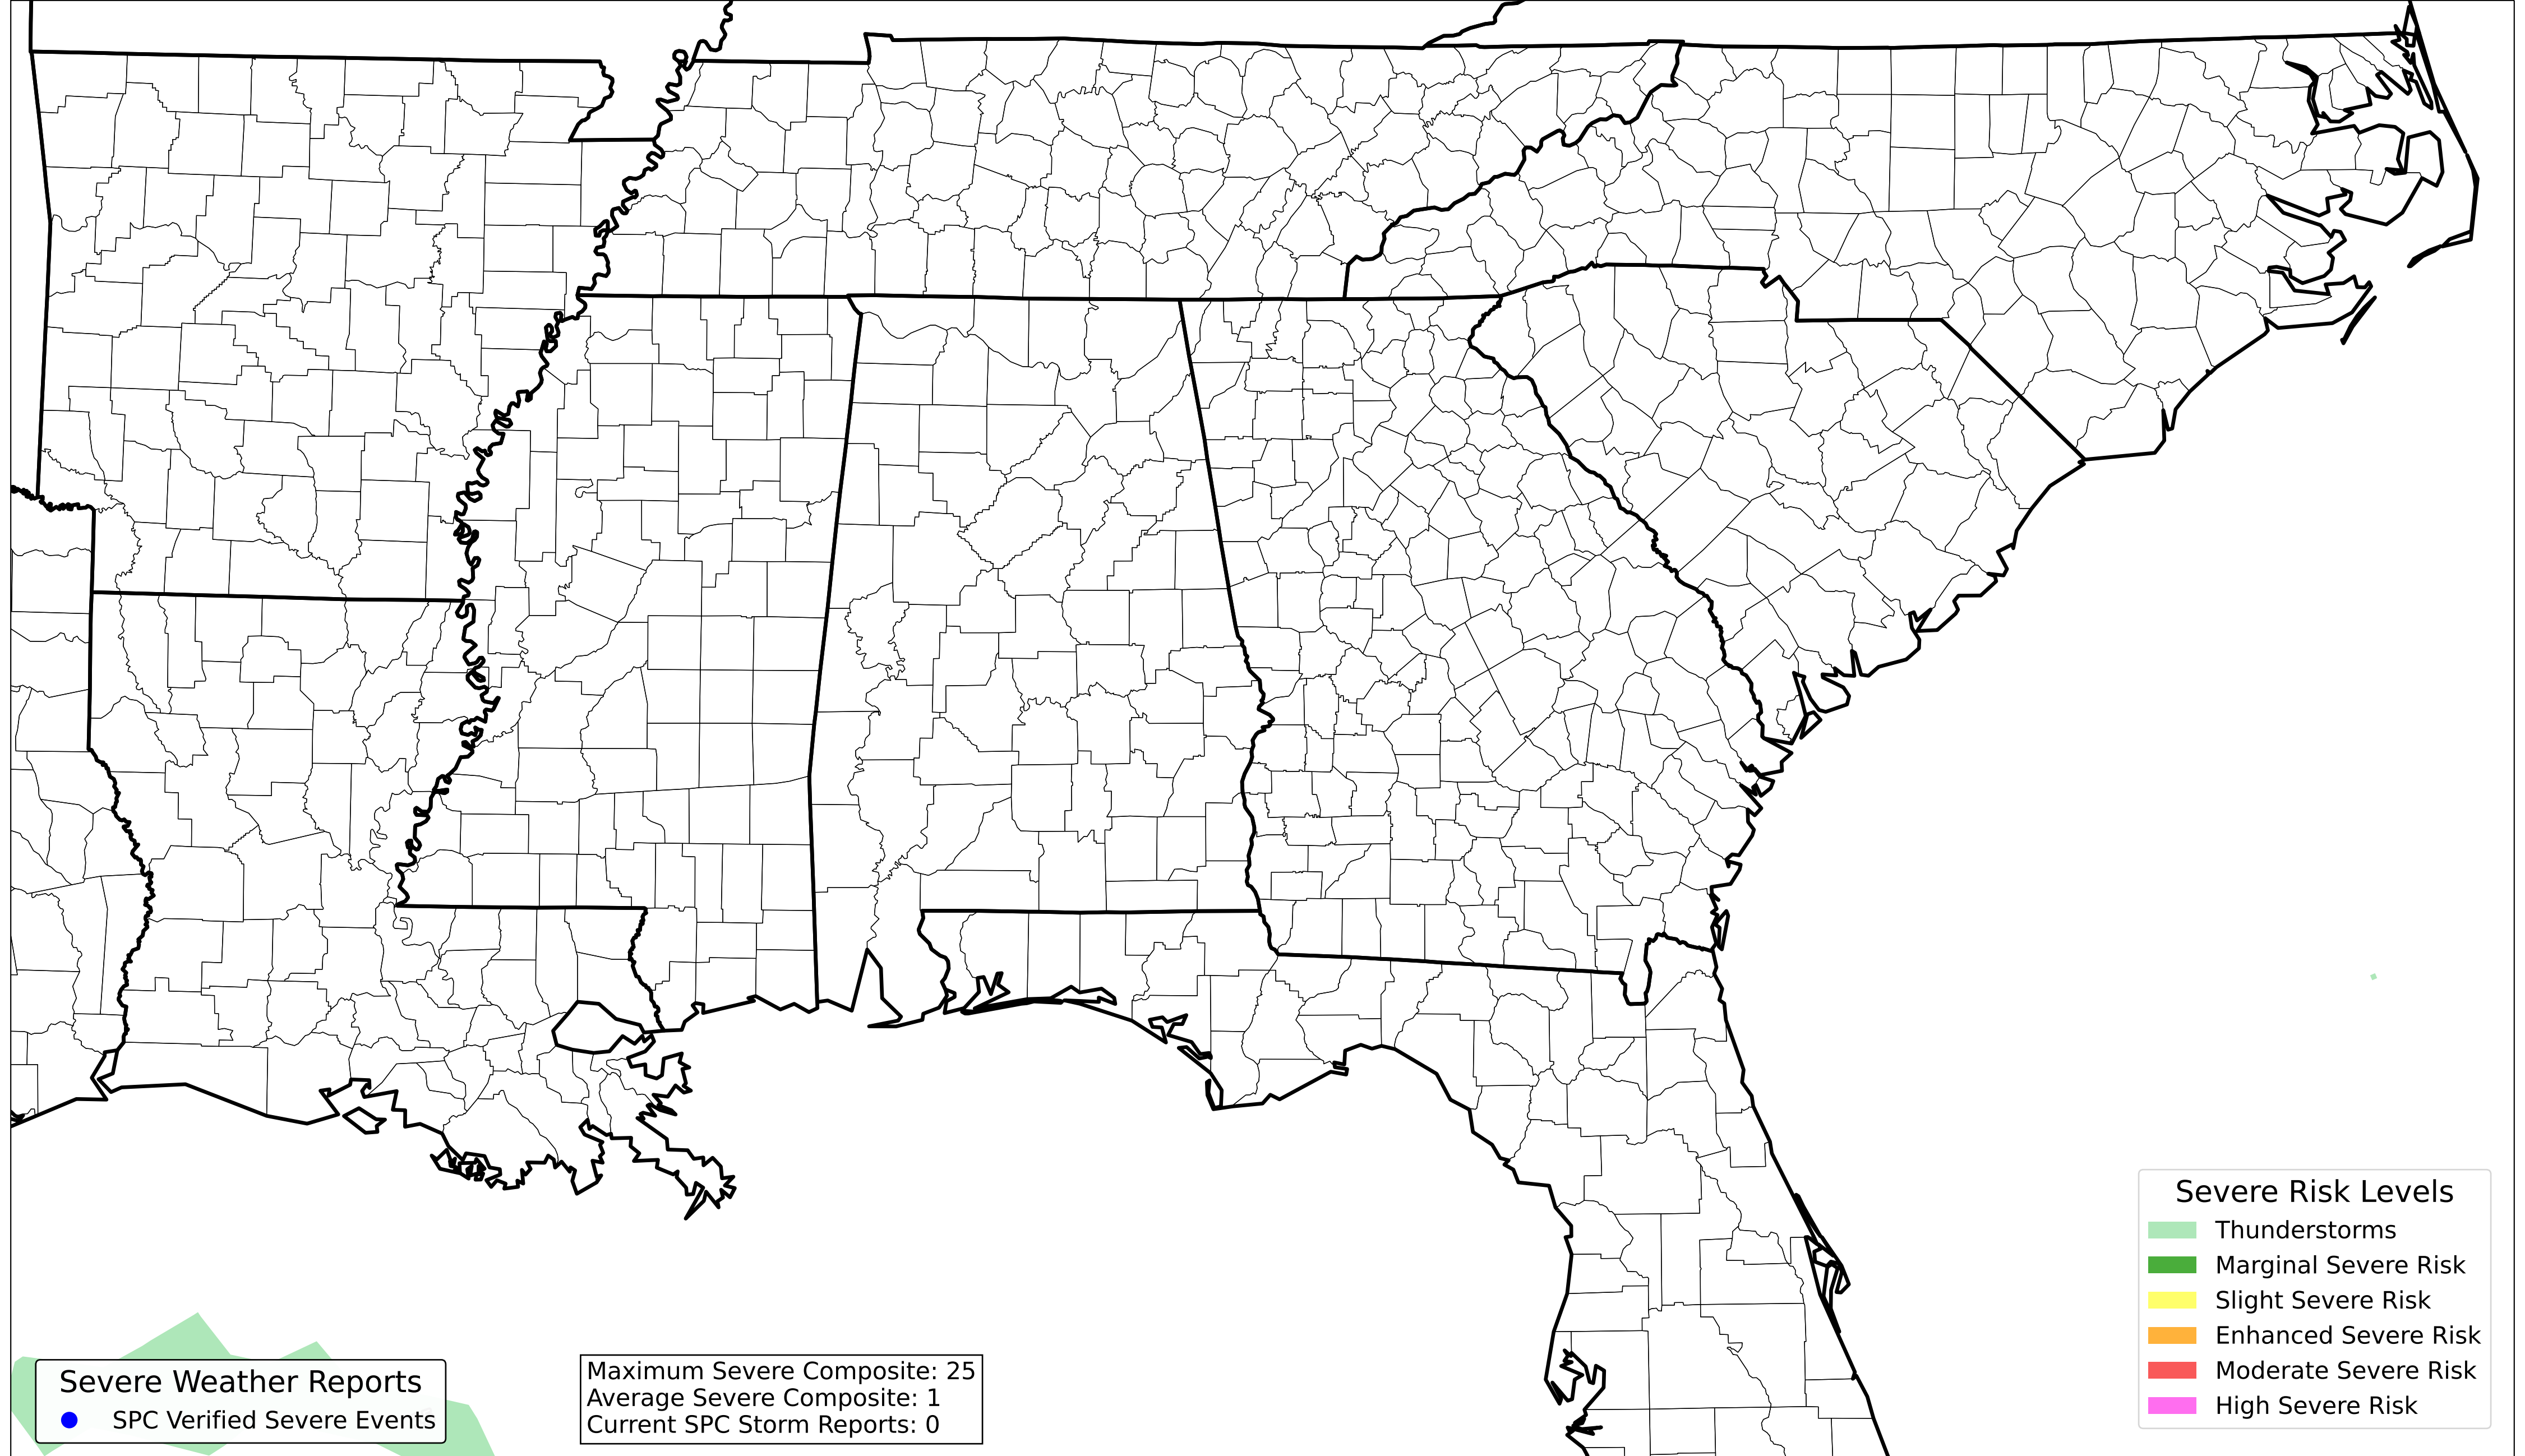 Severe Weather Reports
SPC Verified Severe Events
Maximum Severe Composite: 25
Average Severe Composite: 1
Current SPC Storm Reports: 0
Severe Risk Levels
Thunderstorms
Marginal Severe Risk
Slight Severe Risk
Enhanced Severe Risk
Moderate Severe Risk
High Severe Risk